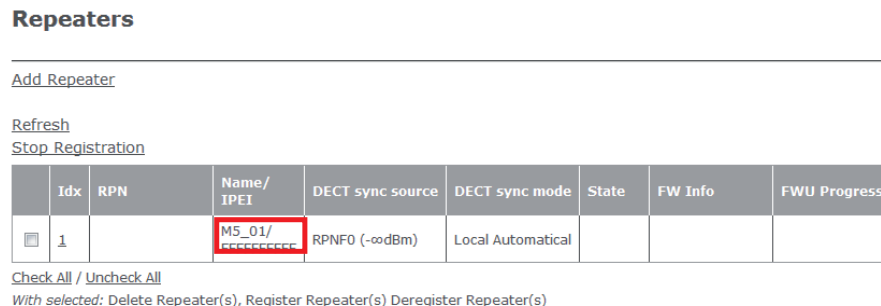 Repeaters
Add Repeater
Refresh
Stop Registration
Idx RPN Name/ IPEI DECT sync source DECT sync mode State FW Info FWU Progress
1 M5_01/ FFFFFFFFFF RPNF0 (-∞dBm) Local Automatical
Check All / Uncheck All
With selected: Delete Repeater(s), Register Repeater(s) Deregister Repeater(s)